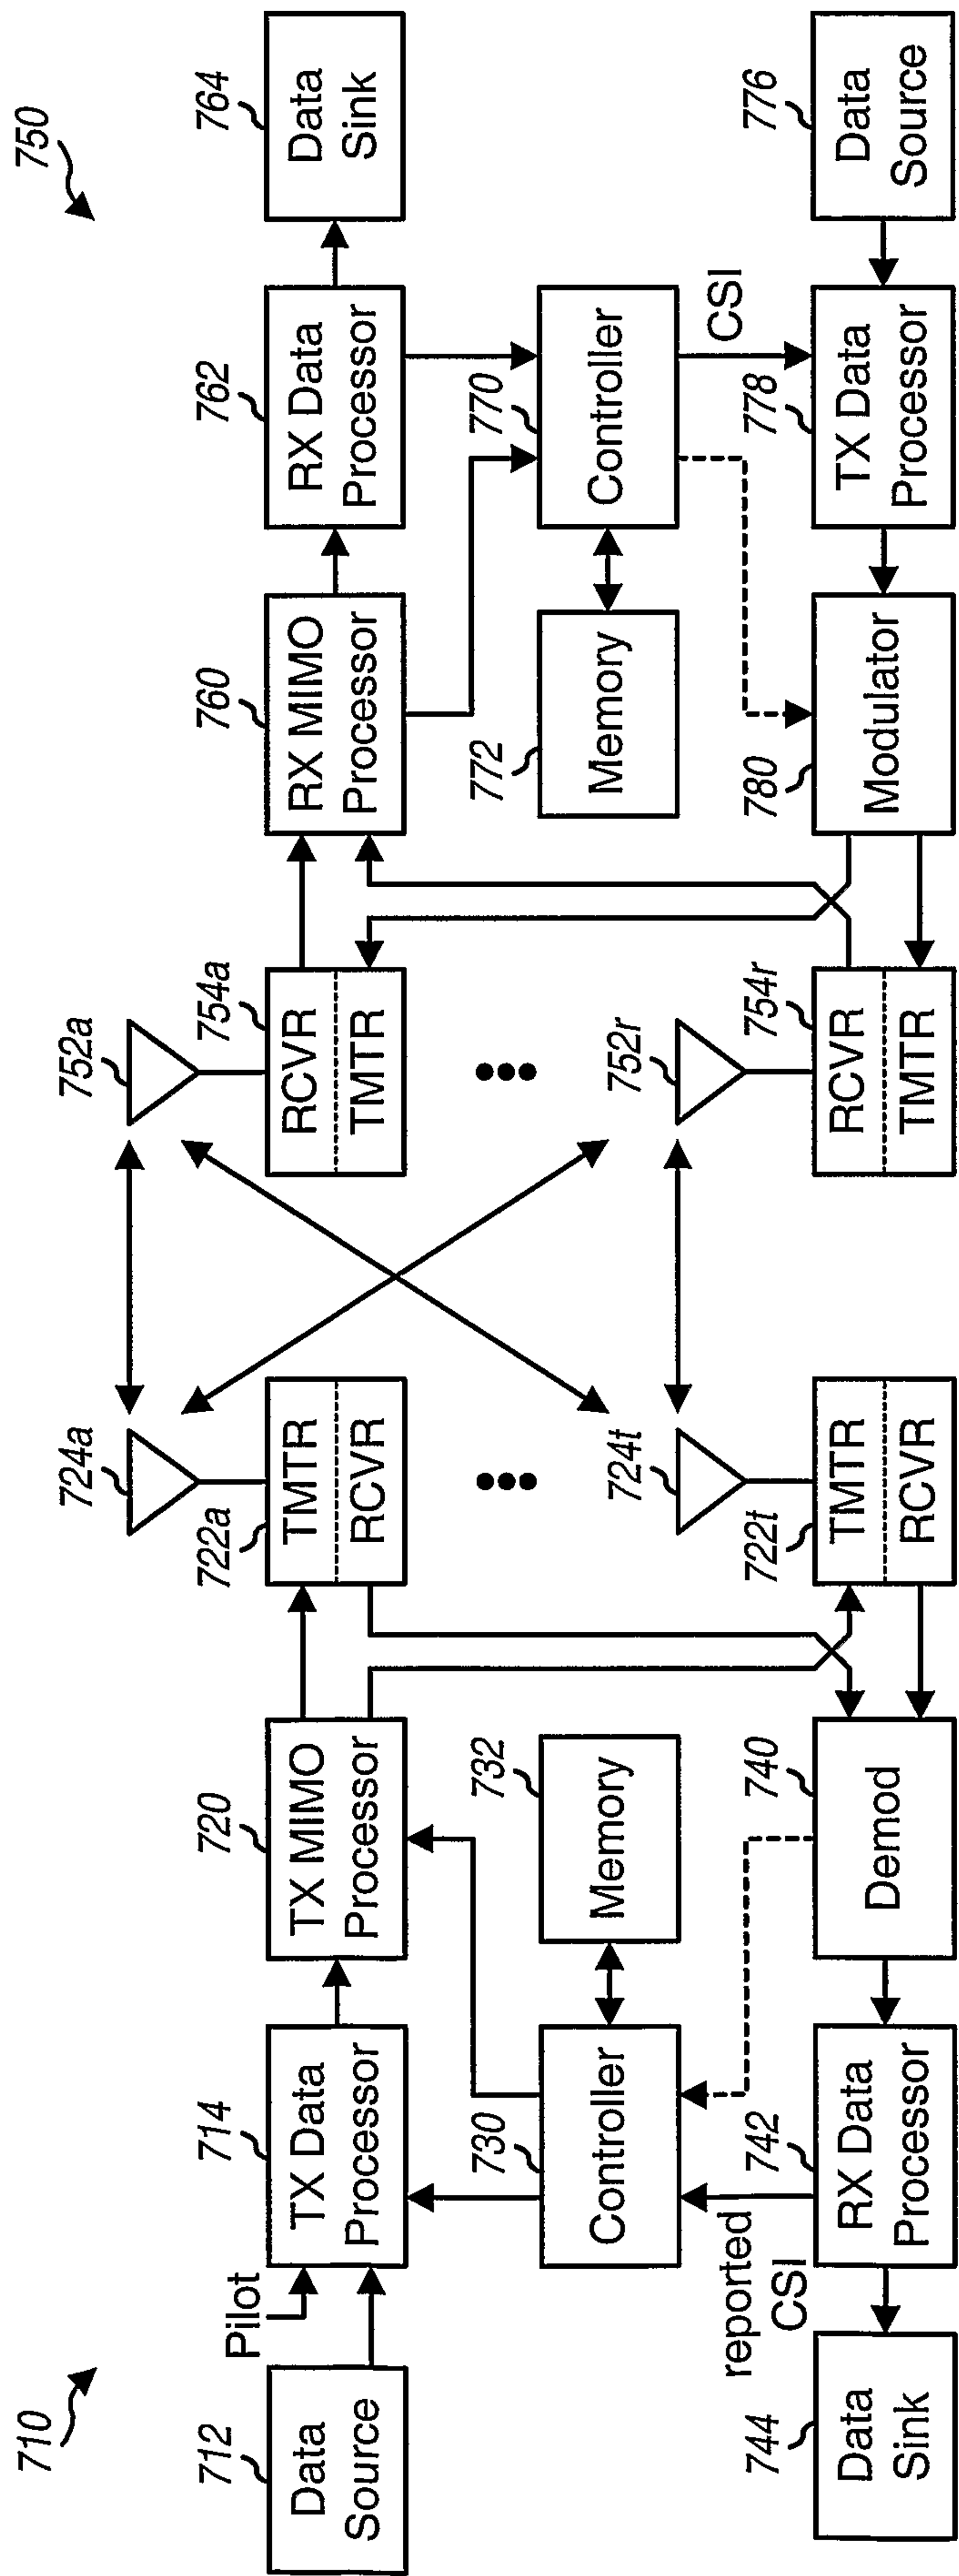 710
750
724a
752a
712
Data
Source
Pilot
714
TX Data
Processor
720
TX MIMO
Processor
722a
TMTR
RCVR
754a
RCVR
TMTR
760
RX MIMO
Processor
762
RX Data
Processor
764
Data
Sink
730
Controller
732
Memory
724t
752r
772
Memory
770
Controller
reported
CSI
CSI
744
Data
Sink
742
RX Data
Processor
740
Demod
722t
TMTR
RCVR
754r
RCVR
TMTR
780
Modulator
778
TX Data
Processor
776
Data
Source